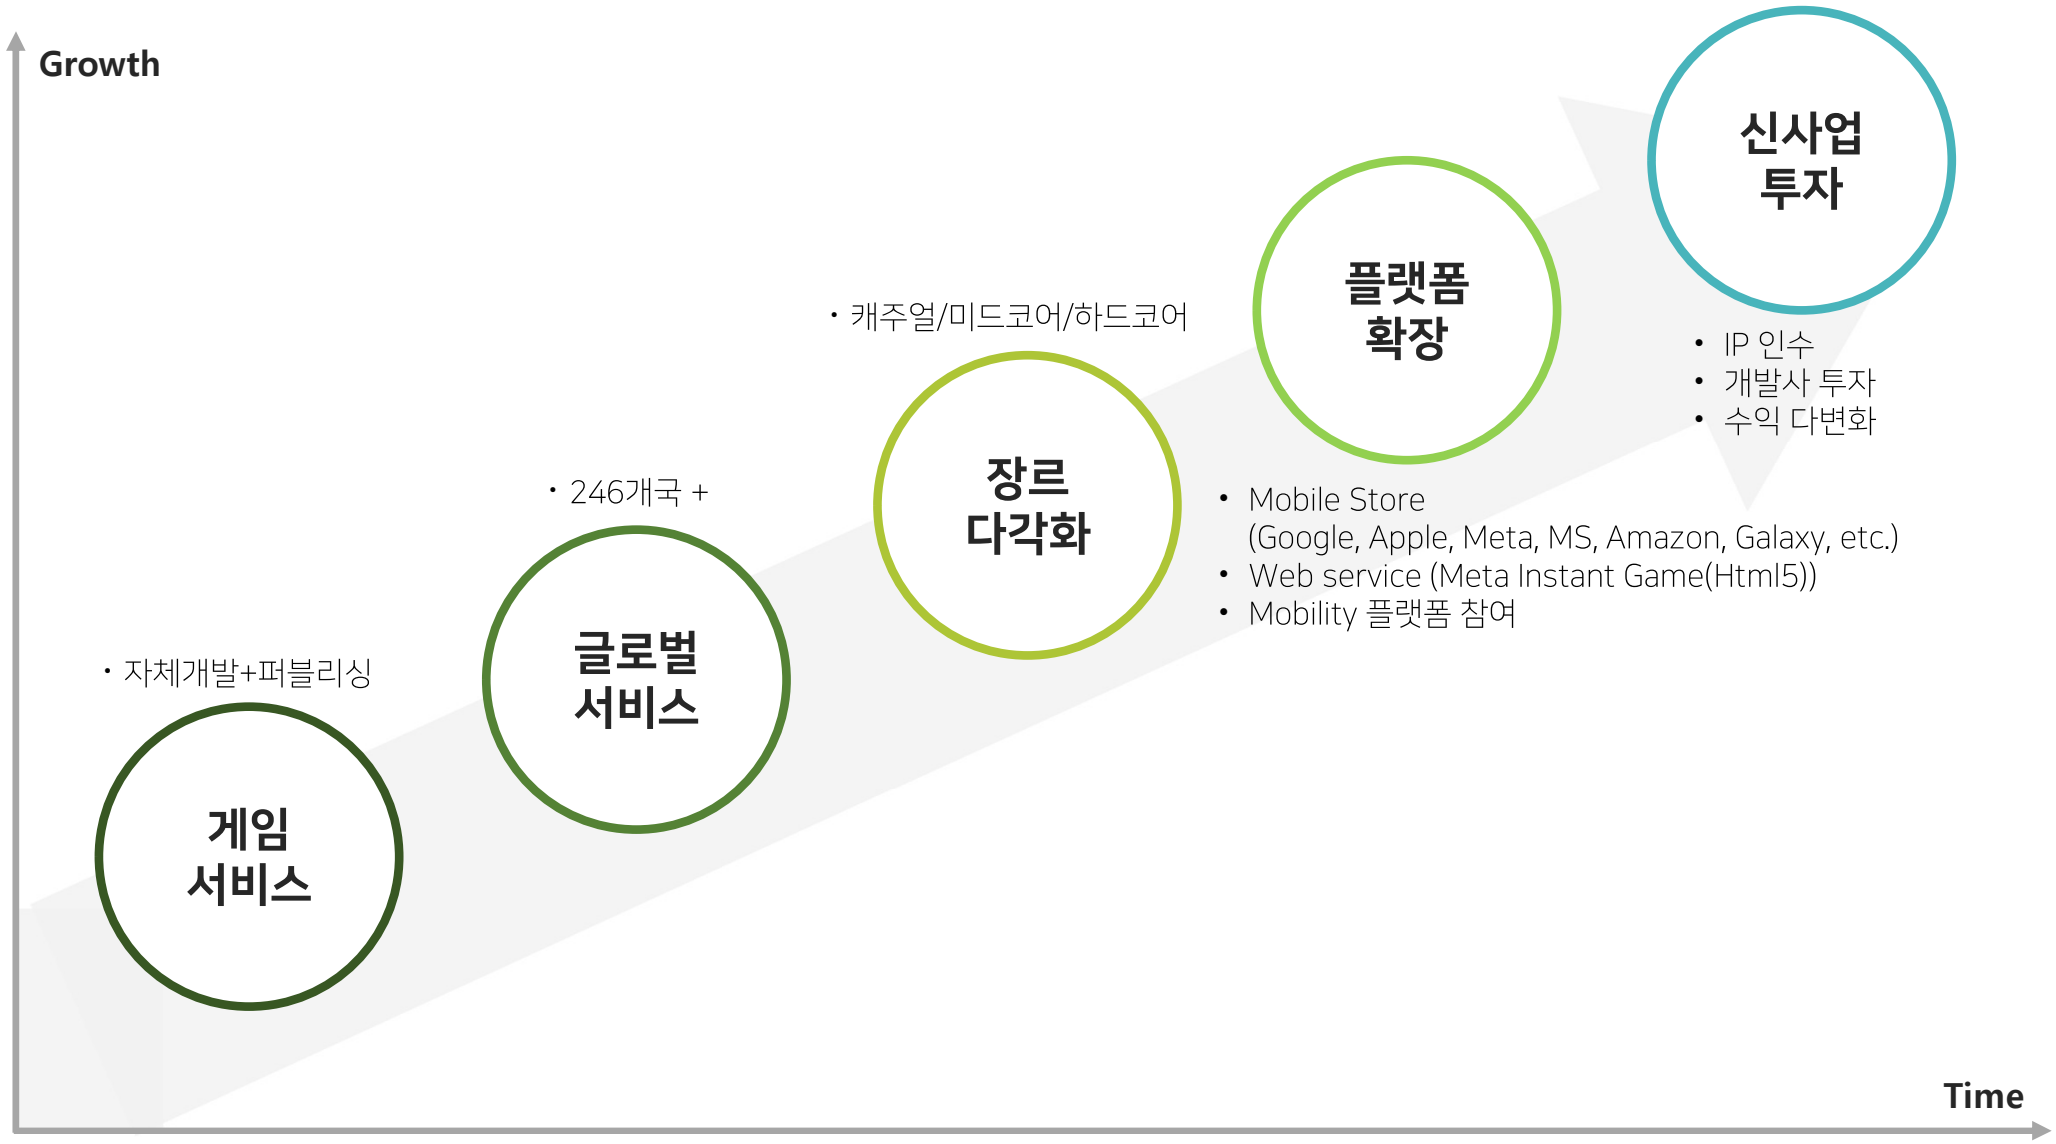 Growth
신사업
투자
• IP 인수
• 개발사 투자
• 수익 다변화
플랫폼
확장
• Mobile Store
(Google, Apple, Meta, MS, Amazon, Galaxy, etc.)
• Web service (Meta Instant Game(Html5))
• Mobility 플랫폼 참여
• 캐주얼/미드코어/하드코어
장르
다각화
• 246개국 +
글로벌
서비스
• 자체개발+퍼블리싱
게임
서비스
Time